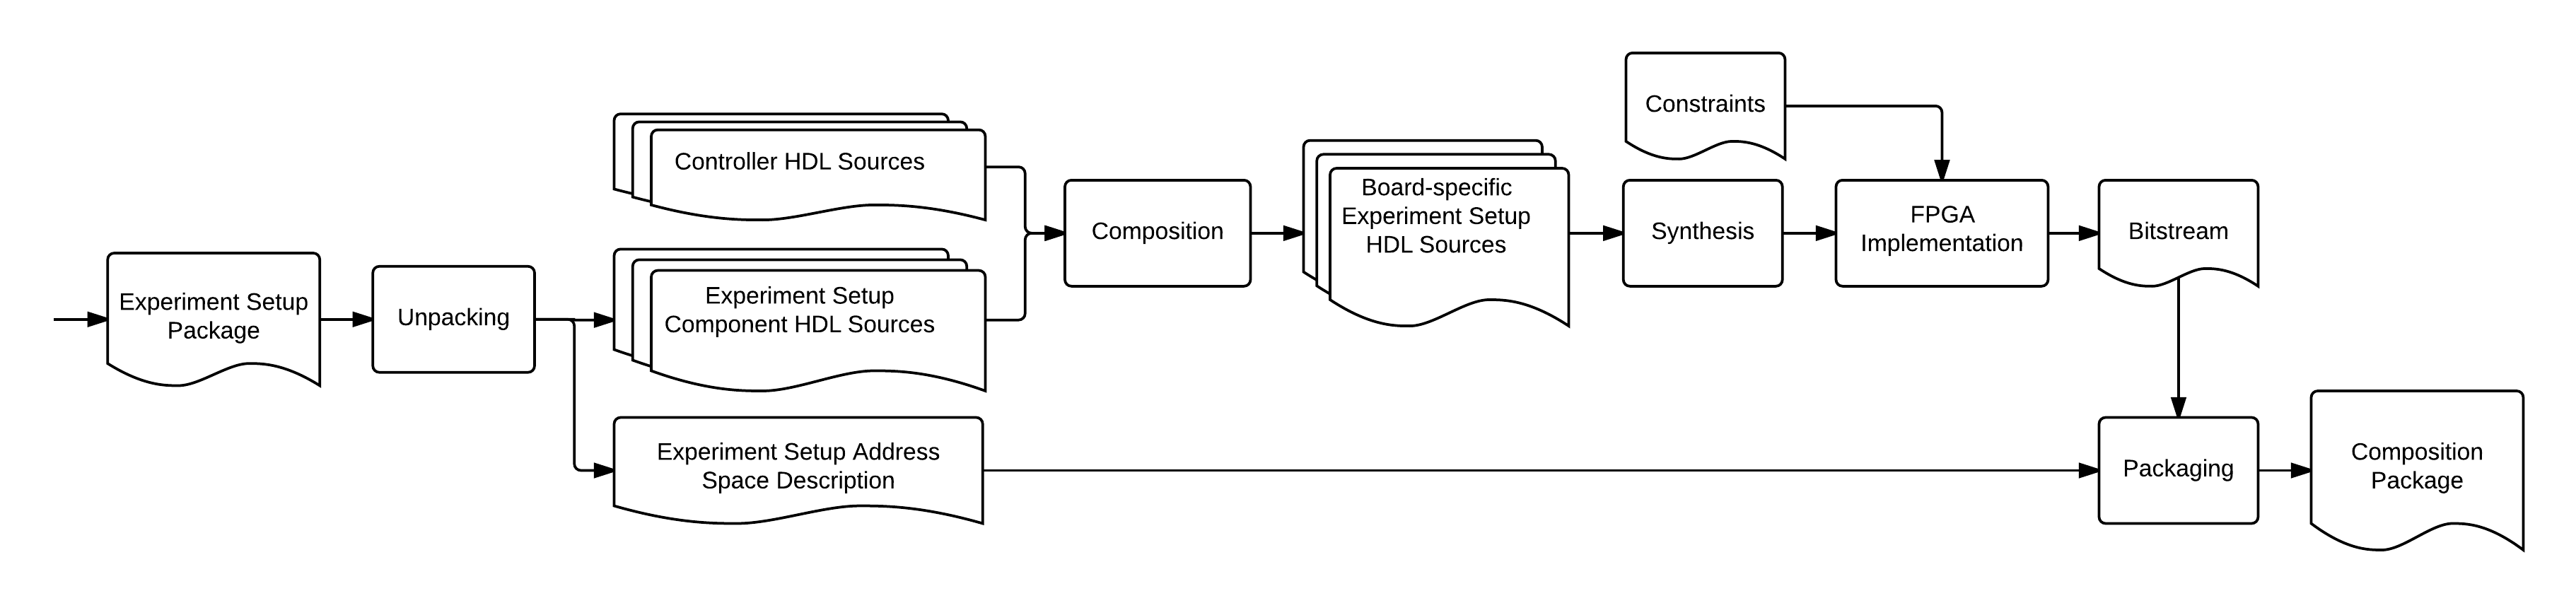 Constraints
Controller HDL Sources
Board-specific
Experiment Setup
HDL Sources
Composition
Synthesis
FPGA
Implementation
Bitstream
Experiment Setup
Package
Unpacking
Experiment Setup
Component HDL Sources
Experiment Setup Address
Space Description
Packaging
Composition
Package